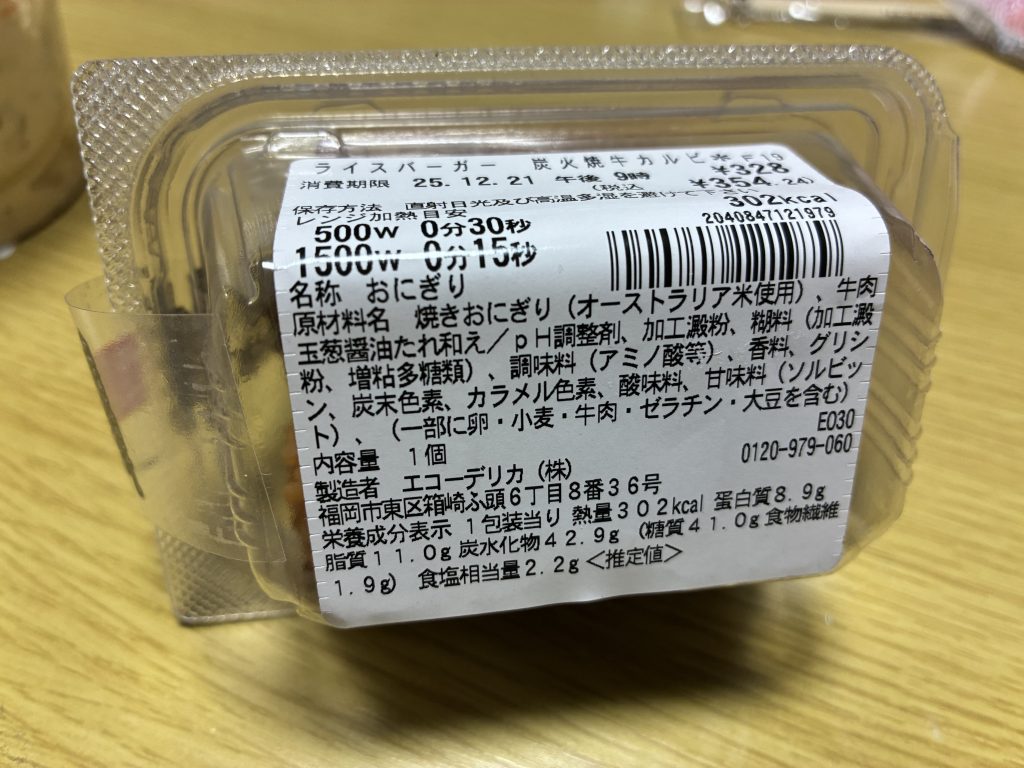 ライスバーガー 炭火焼牛カルビ
¥328
消費期限 25.12.21 午後 9時
(税込 ¥354.24)
保存方法 直射日光及び高温多湿を避けて
302kcal
レンジ加熱目安
2040847121979
500W 0分30秒
1500W 0分15秒
名称 おにぎり
原材料名 焼きおにぎり（オーストラリア米使用）、牛肉
玉葱醤油たれ和え／pH調整剤、加工澱粉、糊料（加工澱
粉、増粘多糖類）、調味料（アミノ酸等）、香料、グリシ
ン、炭末色素、カラメル色素、酸味料、甘味料（ソルビッ
ト）、（一部に卵・小麦・牛肉・ゼラチン・大豆を含む）
E030
内容量 1個
0120-979-060
製造者 エコーデリカ（株）
福岡市東区箱崎ふ頭6丁目8番36号
栄養成分表示 1包装当り 熱量302kcal 蛋白質8.9g
脂質11.0g炭水化物42.9g（糖質41.0g食物繊維
1.9g） 食塩相当量2.2g＜推定値＞